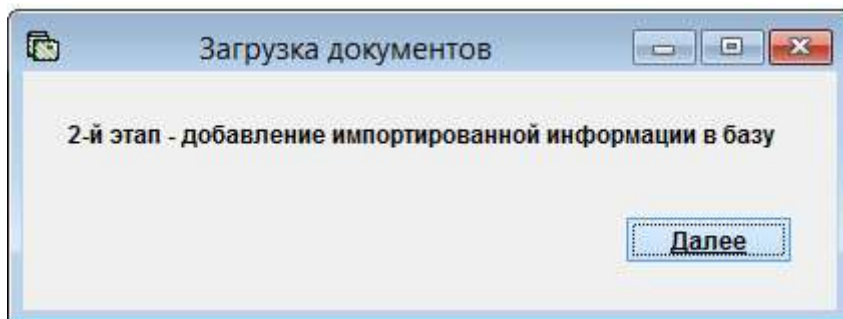 Загрузка документов
2-й этап - добавление импортированной информации в базу
Далее